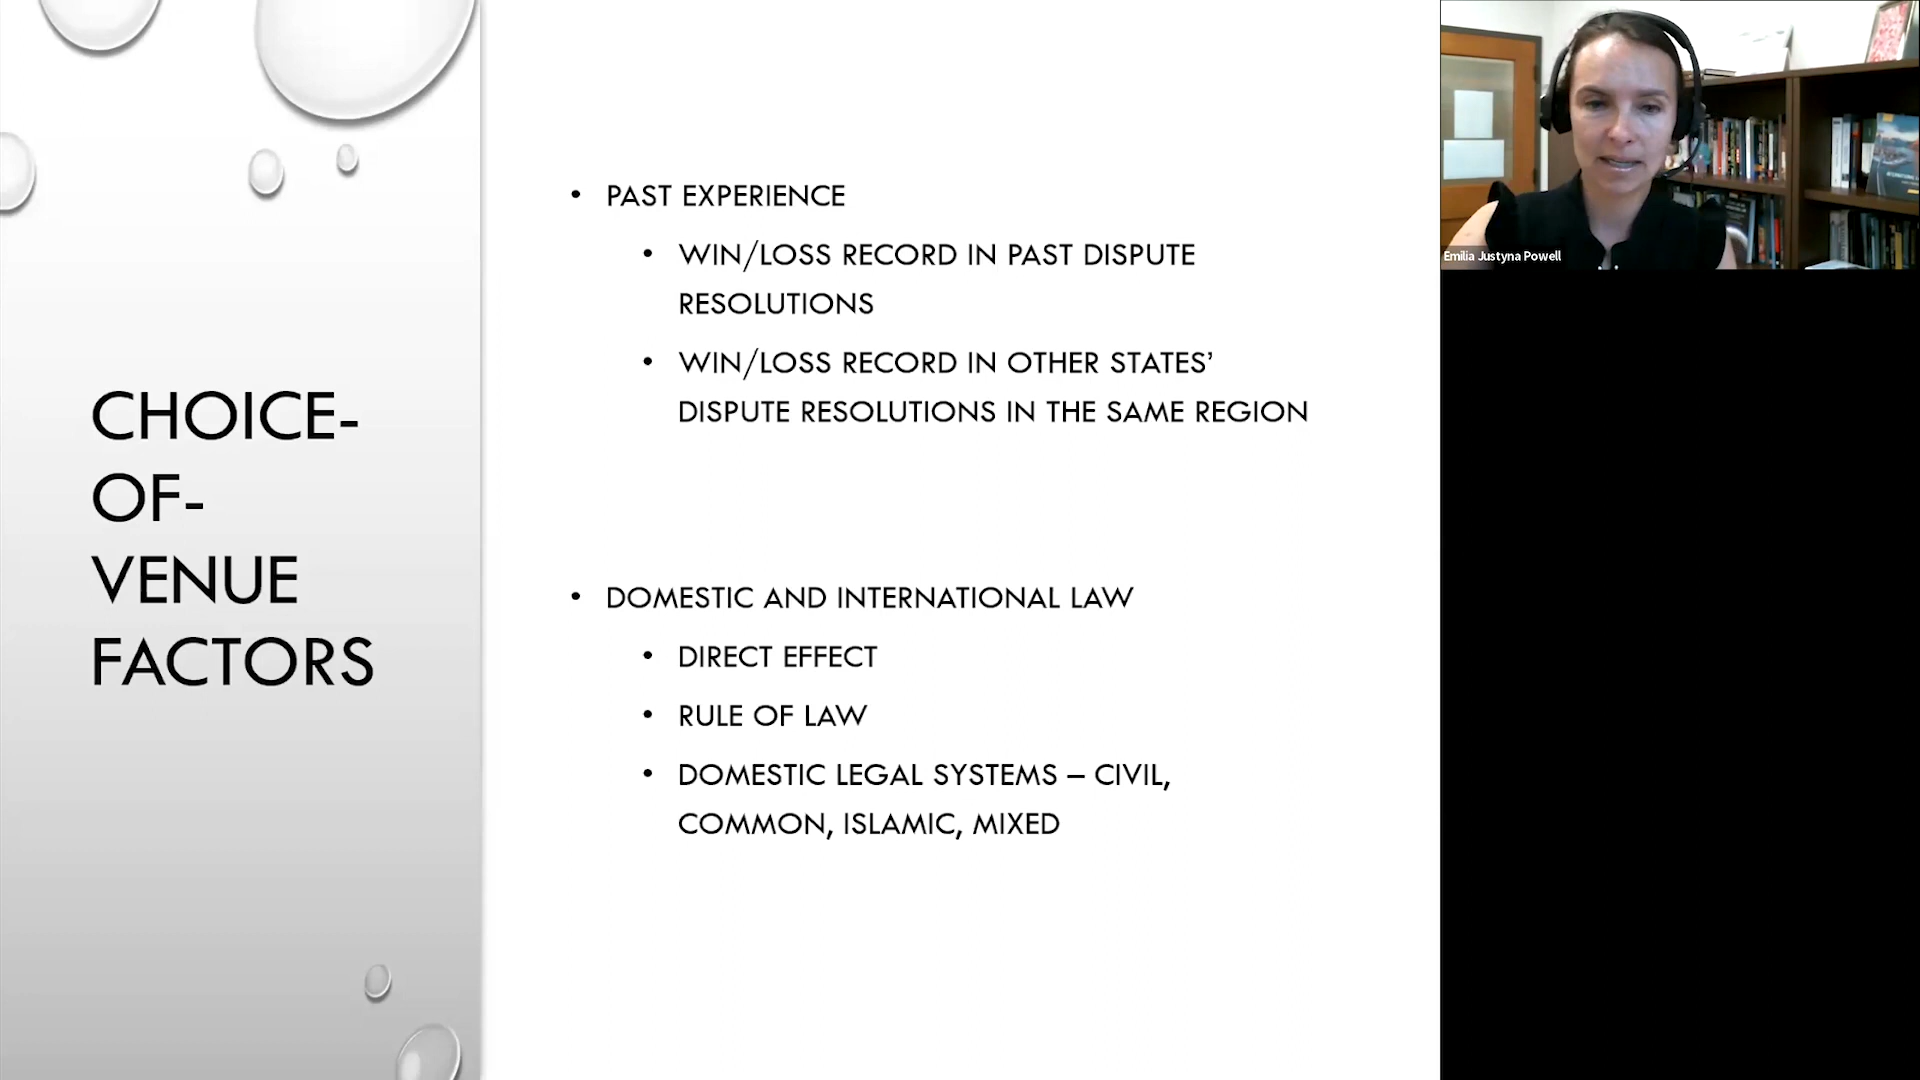 CHOICE-
OF-
VENUE
FACTORS
• PAST EXPERIENCE
• WIN/LOSS RECORD IN PAST DISPUTE
RESOLUTIONS
• WIN/LOSS RECORD IN OTHER STATES’
DISPUTE RESOLUTIONS IN THE SAME REGION
• DOMESTIC AND INTERNATIONAL LAW
• DIRECT EFFECT
• RULE OF LAW
• DOMESTIC LEGAL SYSTEMS – CIVIL,
COMMON, ISLAMIC, MIXED
Emilia Justyna Powell